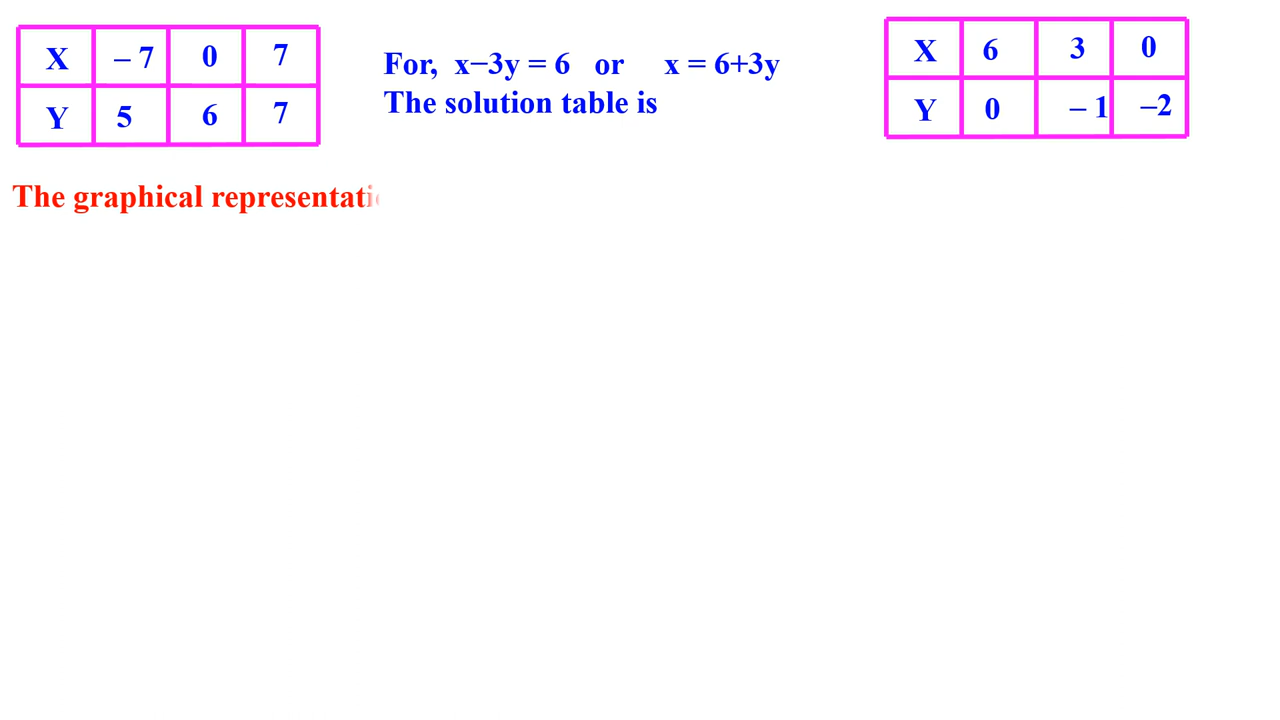 X – 7 0 7
Y 5 6 7
For, x−3y = 6 or x = 6+3y
The solution table is
X 6 3 0
Y 0 – 1 –2
The graphical